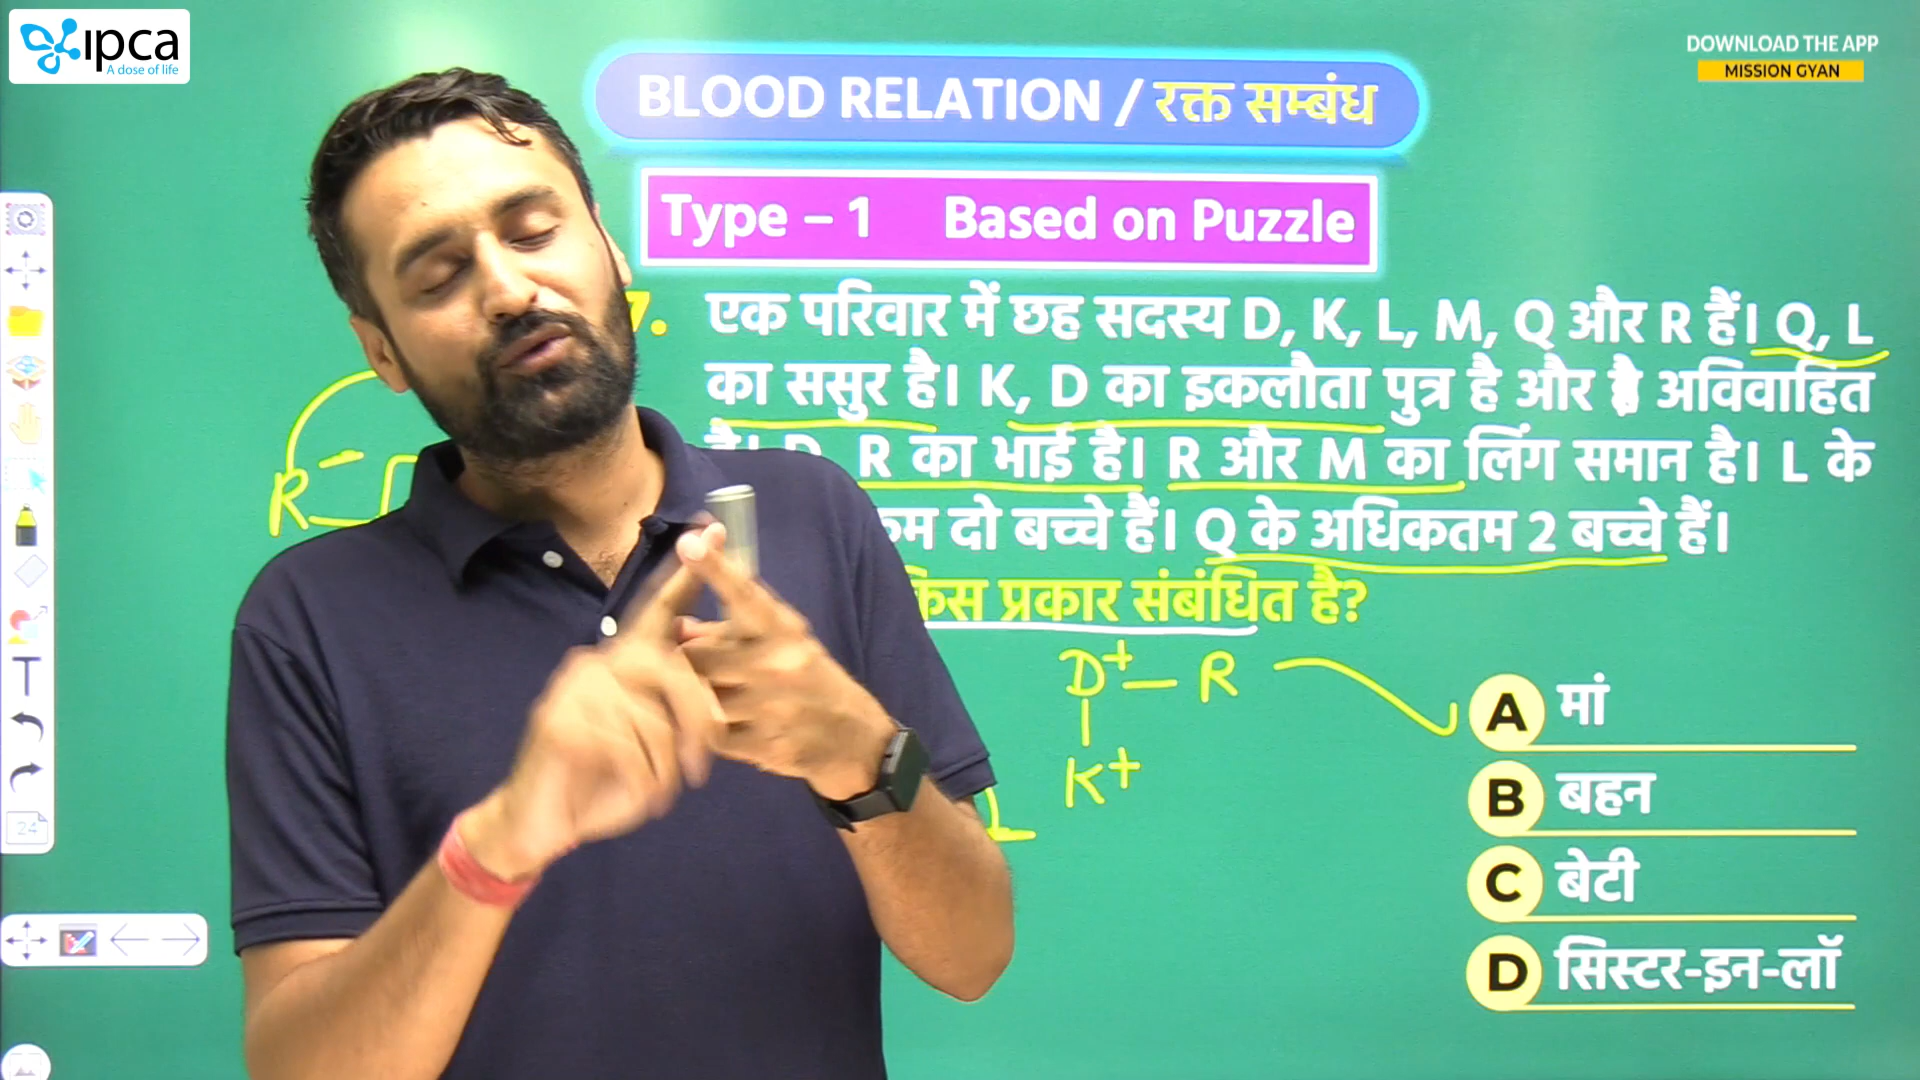 ipca
A dose of life
DOWNLOAD THE APP
MISSION GYAN
BLOOD RELATION / रक्त सम्बंध
Type – 1 Based on Puzzle
7. एक परिवार में छह सदस्य D, K, L, M, Q और R हैं। Q, L
का ससुर है। K, D का इकलौता पुत्र है और अविवाहित
है। D, R का भाई है। R और M का लिंग समान है। L के
दो बच्चे हैं। Q के अधिकतम 2 बच्चे हैं।
किस प्रकार संबंधित है?
D+ — R
K+
R -
A मां
B बहन
C बेटी
D सिस्टर-इन-लॉ
T
24